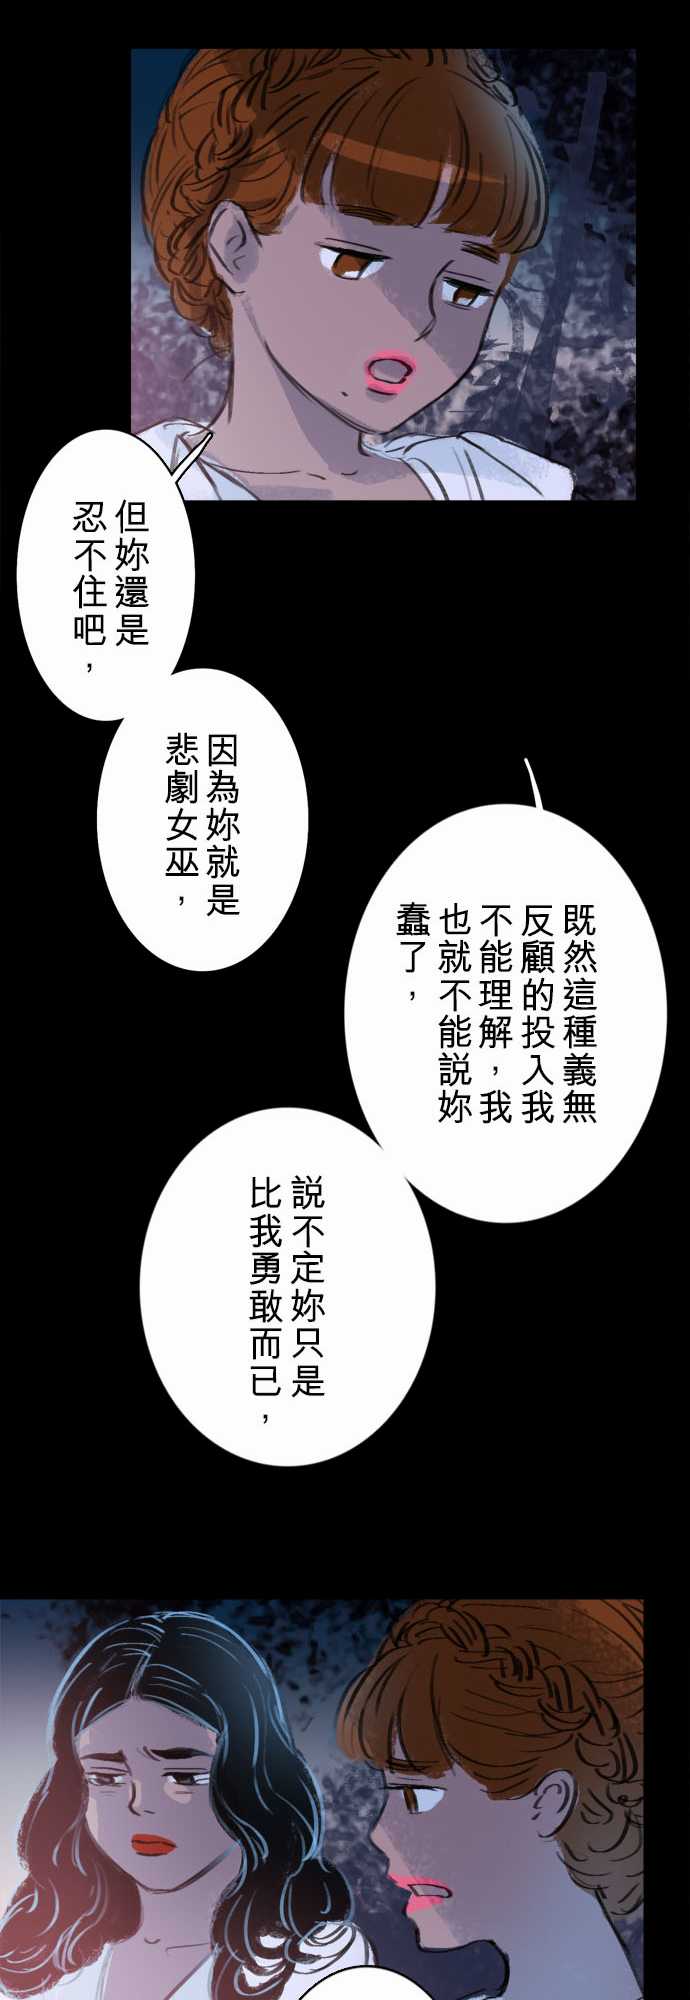 但妳還是
忍不住吧，
因為妳就是
悲劇女巫，
既然這種義無
反顧的投入我
不能理解，我
也就不能說妳
蠢了，
說不定妳只是
比我勇敢而已，